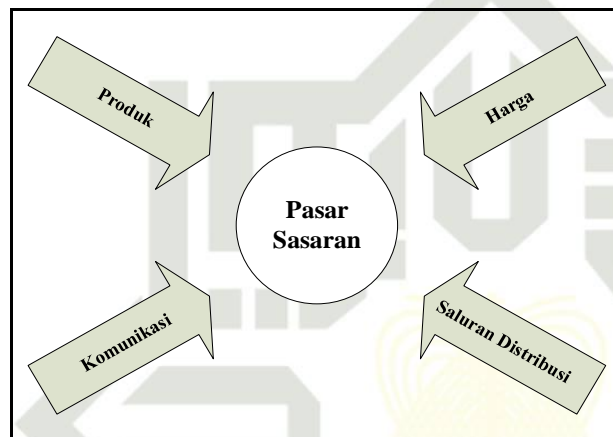 Produk
Harga
Pasar
Sasaran
Komunikasi
Saluran Distribusi